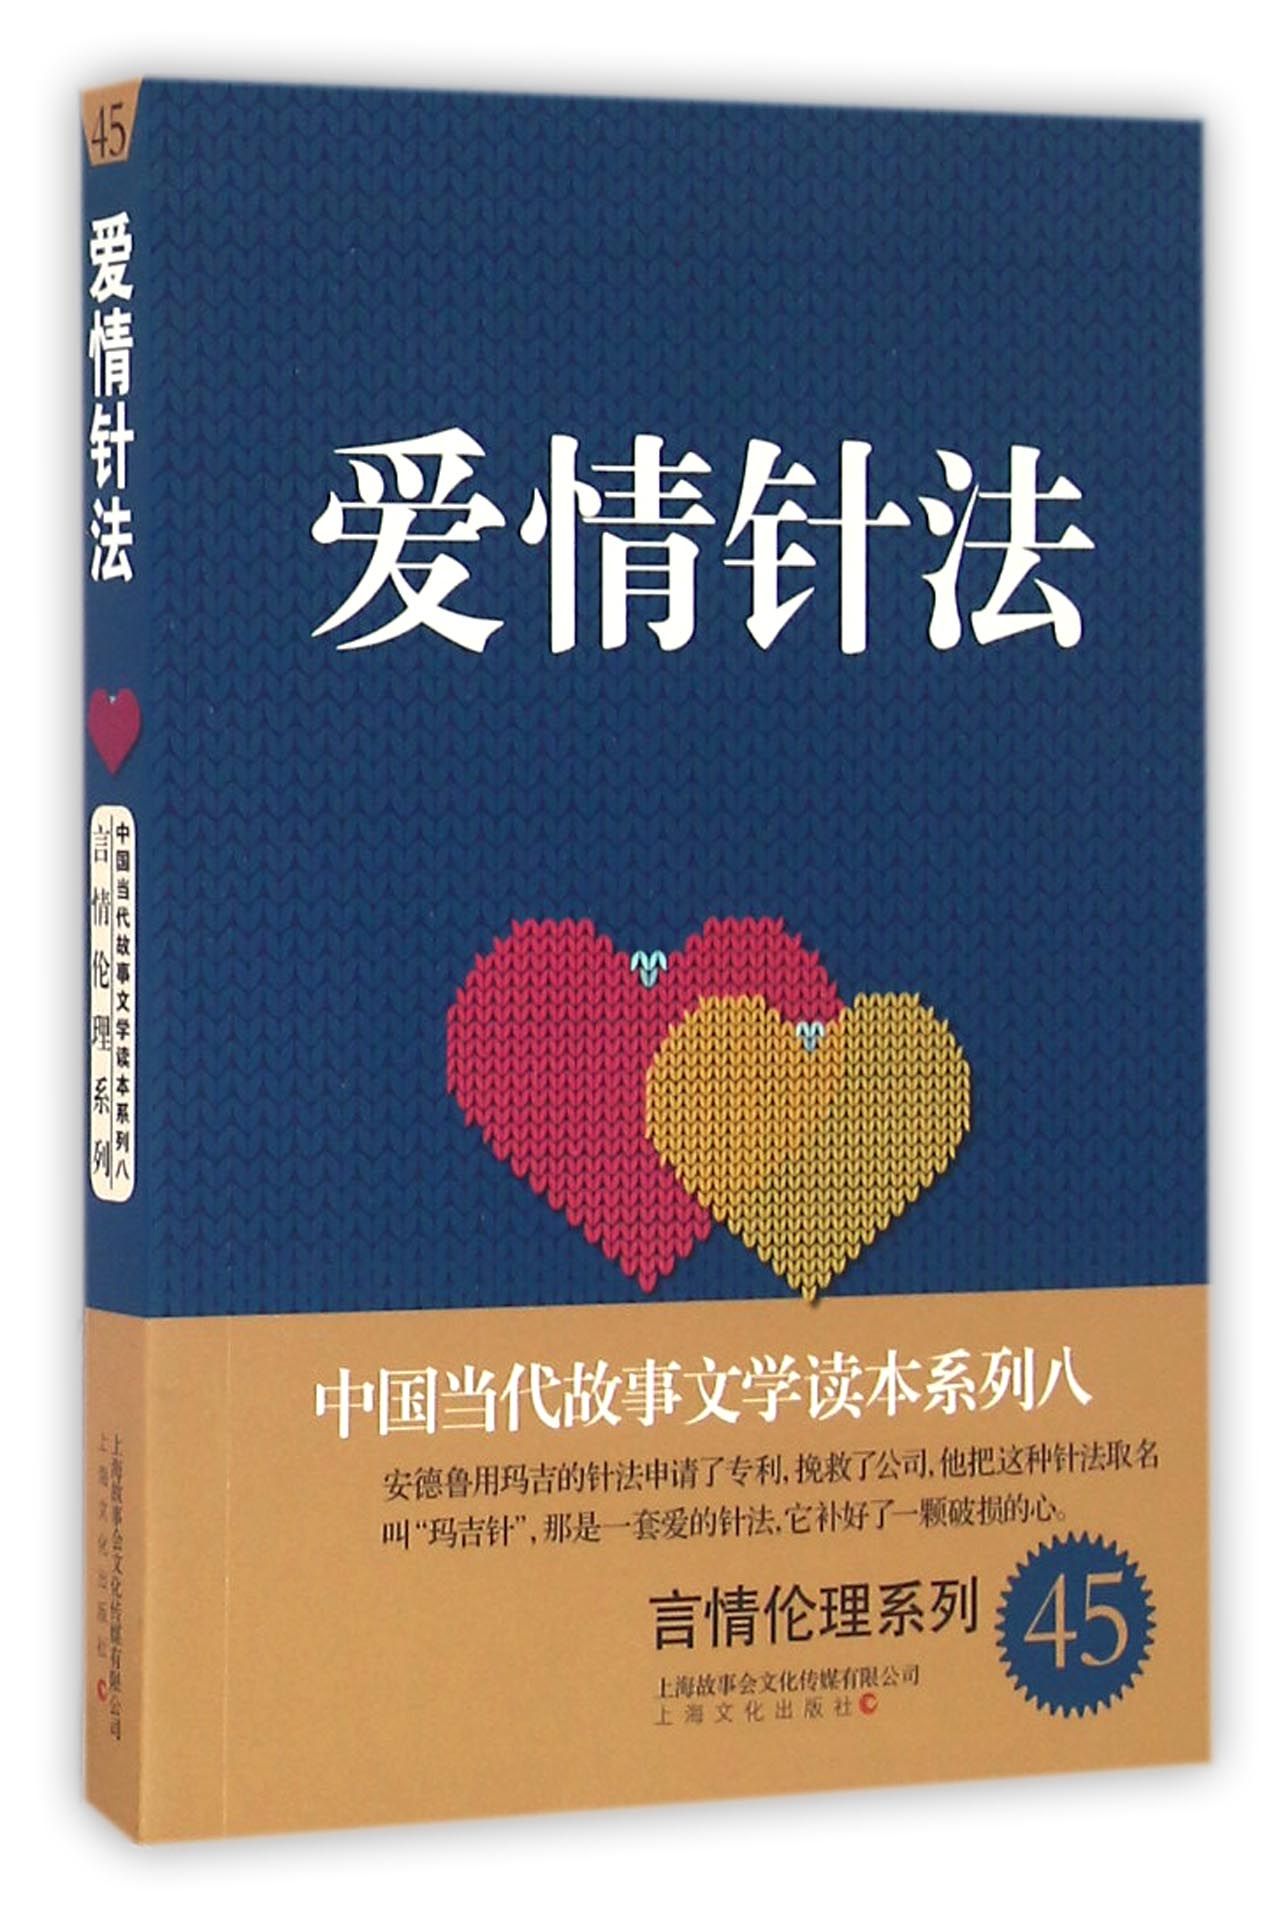 45
爱情针法
中国当代故事文学读本系列八
言情伦理系列
上海故事会文化传媒有限公司
上海文化出版社
爱情针法
中国当代故事文学读本系列八
安德鲁用玛吉的针法申请了专利,挽救了公司,他把这种针法取名
叫“玛吉针”,那是一套爱的针法,它补好了一颗破损的心。
言情伦理系列
45
上海故事会文化传媒有限公司
上海文化出版社